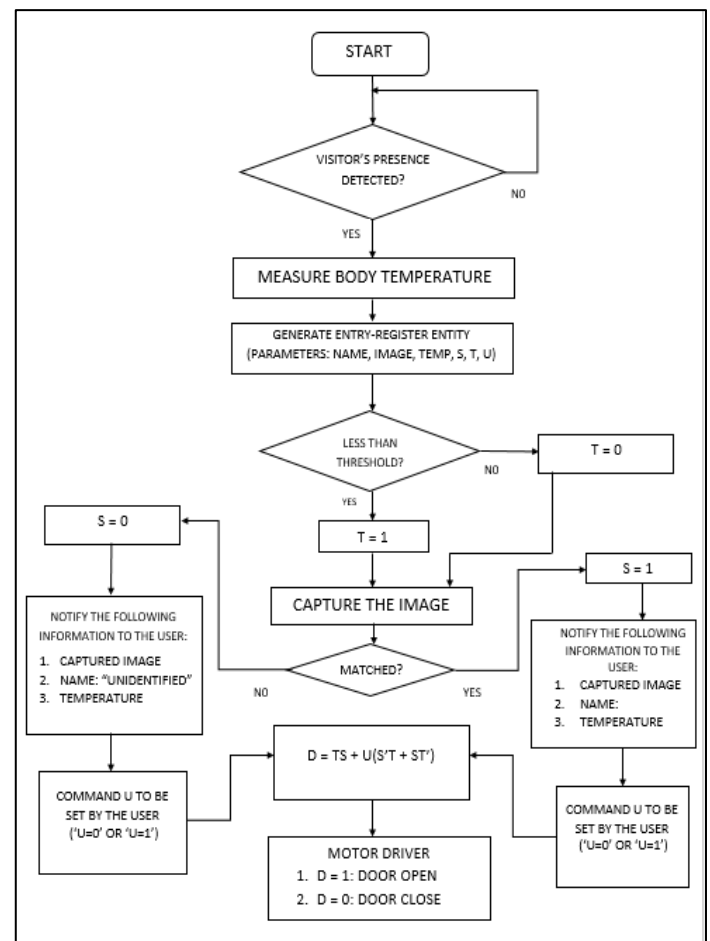 START
VISITOR'S PRESENCE
DETECTED?
NO
YES
MEASURE BODY TEMPERATURE
GENERATE ENTRY-REGISTER ENTITY
(PARAMETERS: NAME, IMAGE, TEMP, S, T, U)
LESS THAN
THRESHOLD?
NO
T = 0
YES
S = 0
T = 1
S = 1
CAPTURE THE IMAGE
NOTIFY THE FOLLOWING
INFORMATION TO THE USER:
1. CAPTURED IMAGE
2. NAME: "UNIDENTIFIED"
3. TEMPERATURE
MATCHED?
NO
YES
NOTIFY THE FOLLOWING
INFORMATION TO THE
USER:
1. CAPTURED IMAGE
2. NAME:
3. TEMPERATURE
D = TS + U(S'T + ST')
COMMAND U TO BE
SET BY THE USER
('U=0' OR 'U=1')
COMMAND U TO BE
SET BY THE USER
('U=0' OR 'U=1')
MOTOR DRIVER
1. D = 1: DOOR OPEN
2. D = 0: DOOR CLOSE